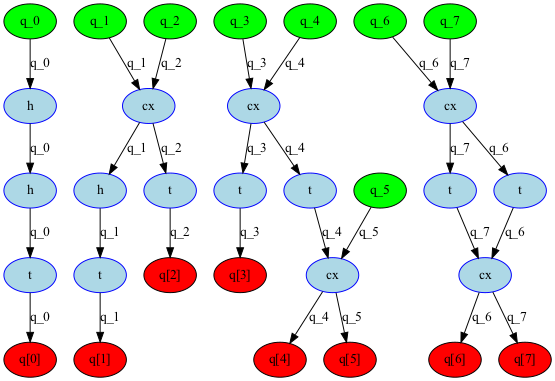 q_0 q_1 q_2 q_3 q_4 q_6 q_7
q_0 q_1 q_2 q_3 q_4 q_6 q_7
h cx cx cx
q_0 q_1 q_2 q_3 q_4 q_7 q_6
h h t t t q_5 t t
q_0 q_1 q_2 q_3 q_4 q_5 q_7 q_6
t t q[2] q[3] cx cx
q_0 q_1 q_4 q_5 q_6 q_7
q[0] q[1] q[4] q[5] q[6] q[7]